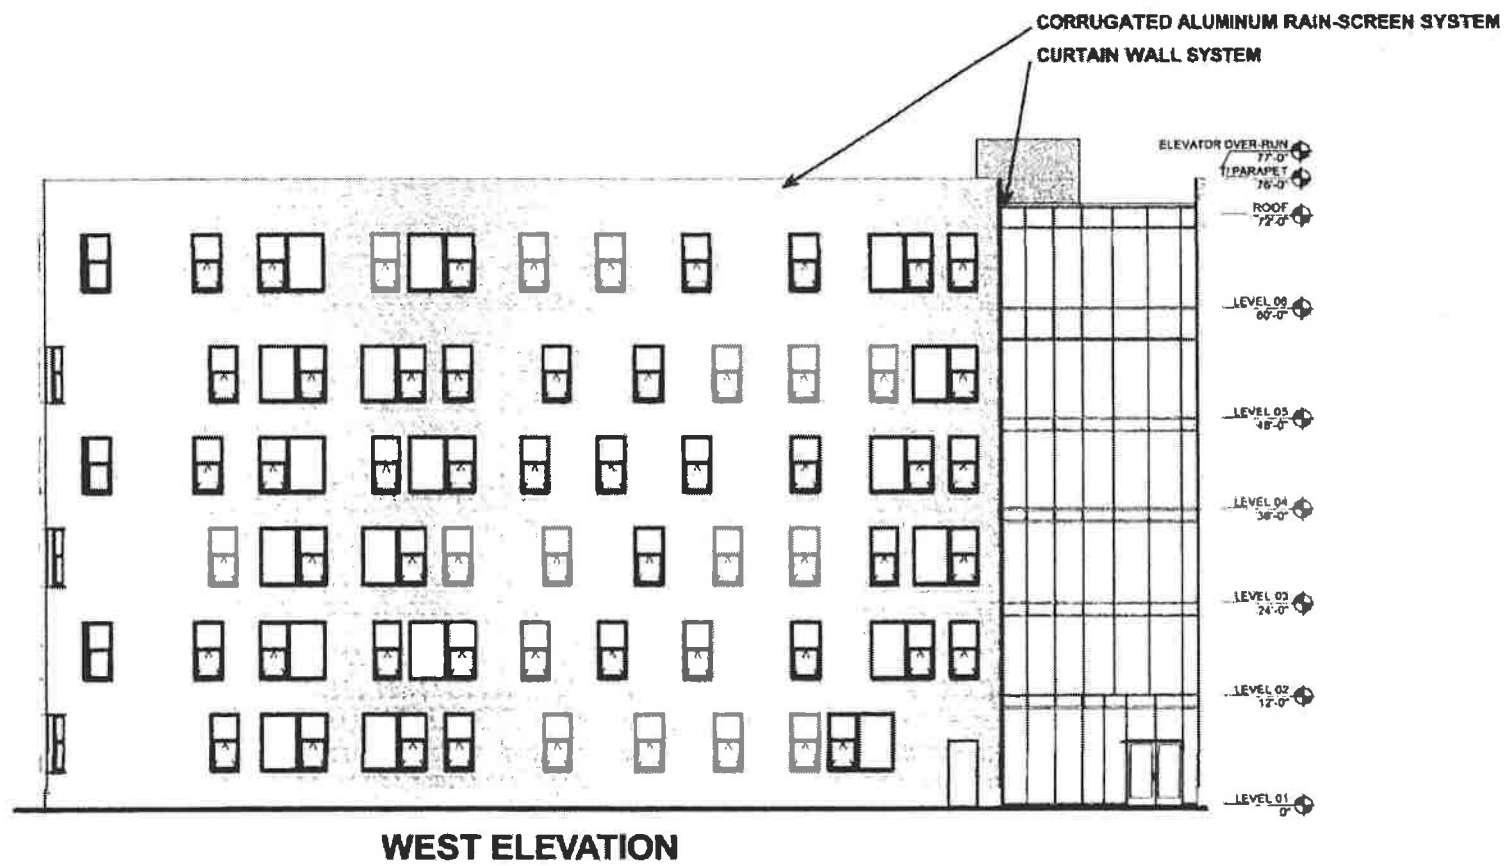 CORRUGATED ALUMINUM RAIN-SCREEN SYSTEM
CURTAIN WALL SYSTEM
ELEVATOR OVER-RUN
77'-0"
T/PARAPET
76'-0"
ROOF
72'-0"
LEVEL 06
60'-0"
LEVEL 05
48'-0"
LEVEL 04
36'-0"
LEVEL 03
24'-0"
LEVEL 02
12'-0"
LEVEL 01
0"
WEST ELEVATION